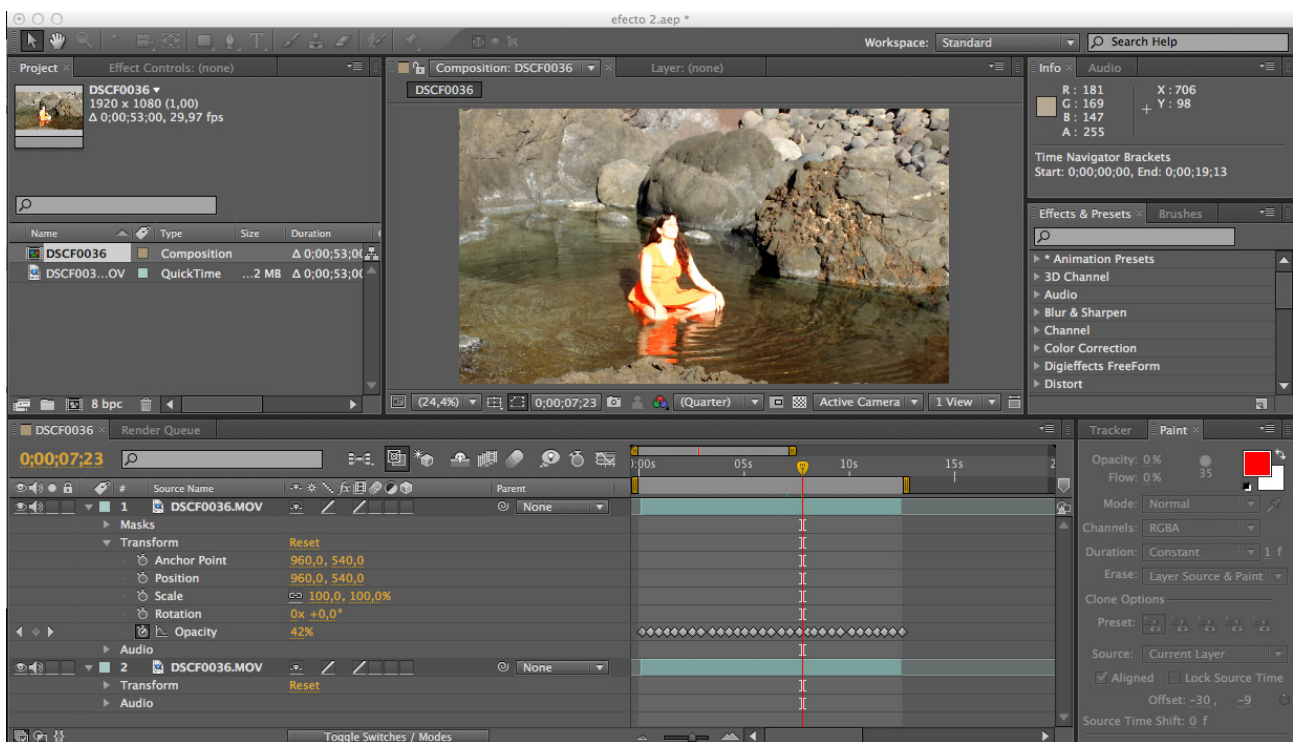 efecto 2.aep *
Workspace: Standard
Search Help
Project
Effect Controls: (none)
DSCF0036
1920 x 1080 (1,00)
Δ 0;00;53;00, 29,97 fps
Name
Type
Size
Duration
DSCF0036
Composition
Δ 0;00;53;00
DSCF003...OV
QuickTime
...2 MB
Δ 0;00;53;00
8 bpc
Composition: DSCF0036
Layer: (none)
DSCF0036
(24,4%)
0;00;07;23
(Quarter)
Active Camera
1 View
Info
Audio
R : 181
X : 706
G : 169
Y : 98
B : 147
A : 255
Time Navigator Brackets
Start: 0;00;00;00, End: 0;00;19;13
Effects & Presets
Brushes
* Animation Presets
3D Channel
Audio
Blur & Sharpen
Channel
Color Correction
Digieffects FreeForm
Distort
DSCF0036
Render Queue
0;00;07;23
):00s
05s
10s
15s
2
#
Source Name
Parent
1
DSCF0036.MOV
None
Masks
Transform
Reset
Anchor Point
960,0, 540,0
Position
960,0, 540,0
Scale
100,0, 100,0%
Rotation
0x +0,0°
Opacity
42%
Audio
2
DSCF0036.MOV
None
Transform
Reset
Audio
Toggle Switches / Modes
Tracker
Paint
Opacity: 0 %
Flow: 0 %
35
Mode: Normal
Channels: RGBA
Duration: Constant
1 f
Erase: Layer Source & Paint
Clone Options
Preset:
Source: Current Layer
Aligned
Lock Source Time
Offset: -30 , -9
Source Time Shift: 0 f